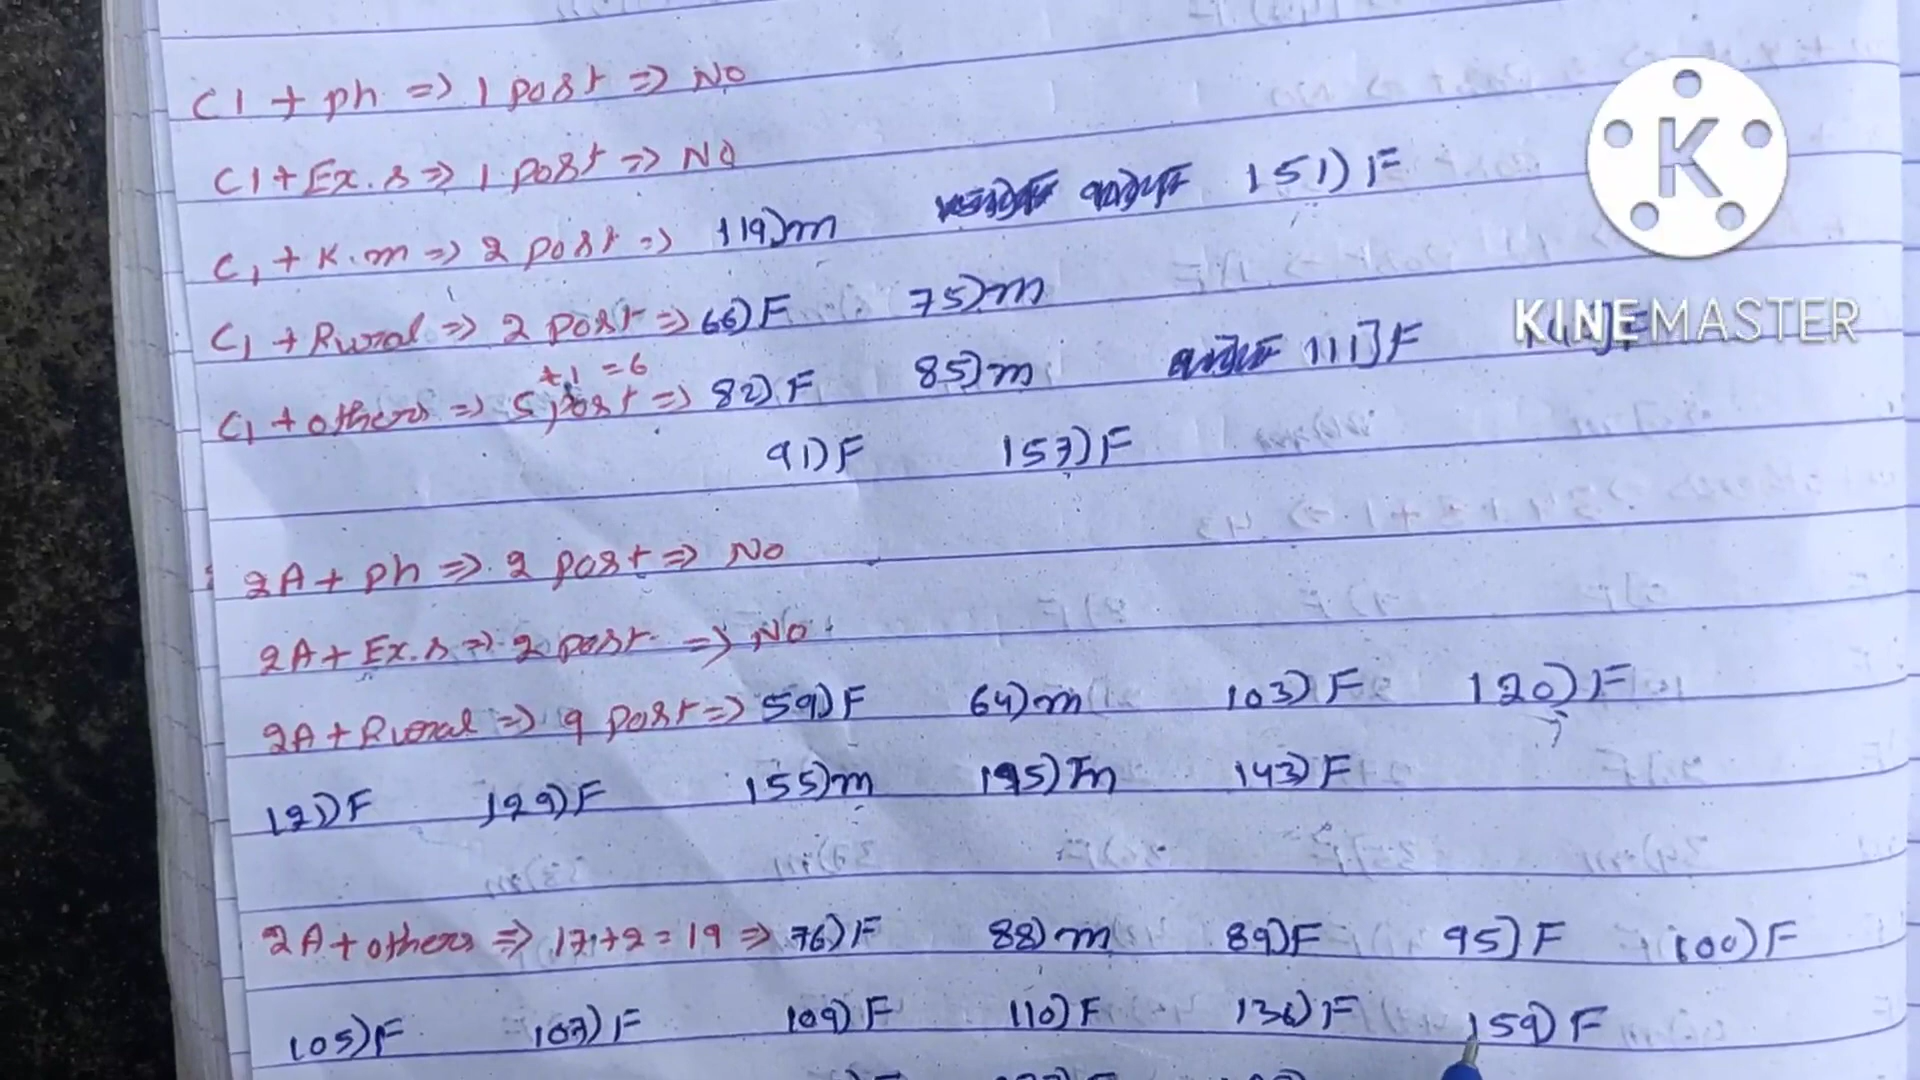 C1 + ph => 1 post => No
C1 + Ex.s => 1 post => No
C1 + K.m => 2 post => 119)m 151)F
C1 + Rural => 2 post => 66)F 75)m
+1 = 6
C1 + others => 5 post => 82)F 85)m 111]F
91)F 157)F
2A + ph => 2 post => No
2A + Ex.s => 2 post => No
2A + Rural => 9 post => 59)F 64)m 103)F 120)F
121)F 129)F 155)m 195)m 143)F
2A + others => 17+2 = 19 => 76)F 88)m 89)F 95)F 100)F
105)F 107)F 109)F 110)F 136)F 159)F
K
KINEMASTER